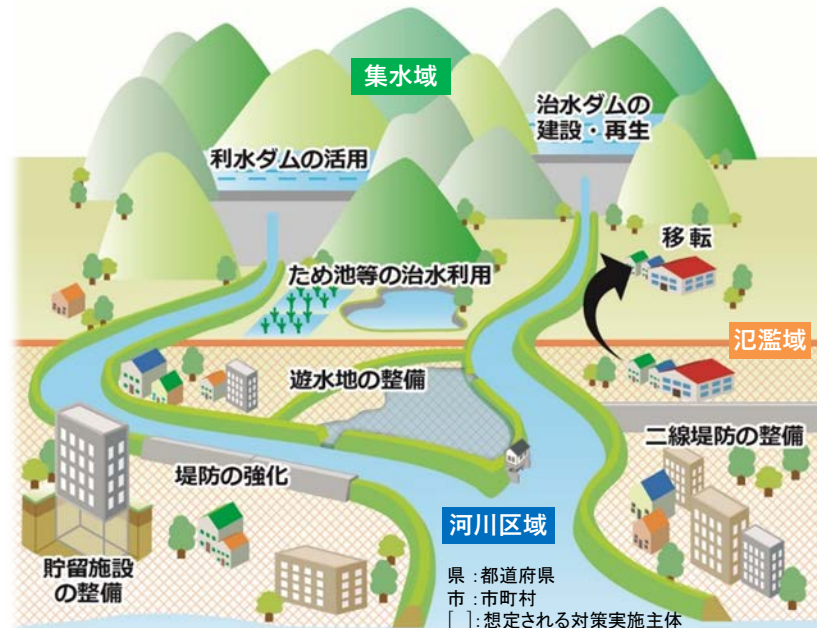 集水域
治水ダムの
建設・再生
利水ダムの活用
移転
ため池等の治水利用
氾濫域
遊水地の整備
二線堤防の整備
堤防の強化
河川区域
貯留施設
の整備
県：都道府県
市：市町村
[　]：想定される対策実施主体